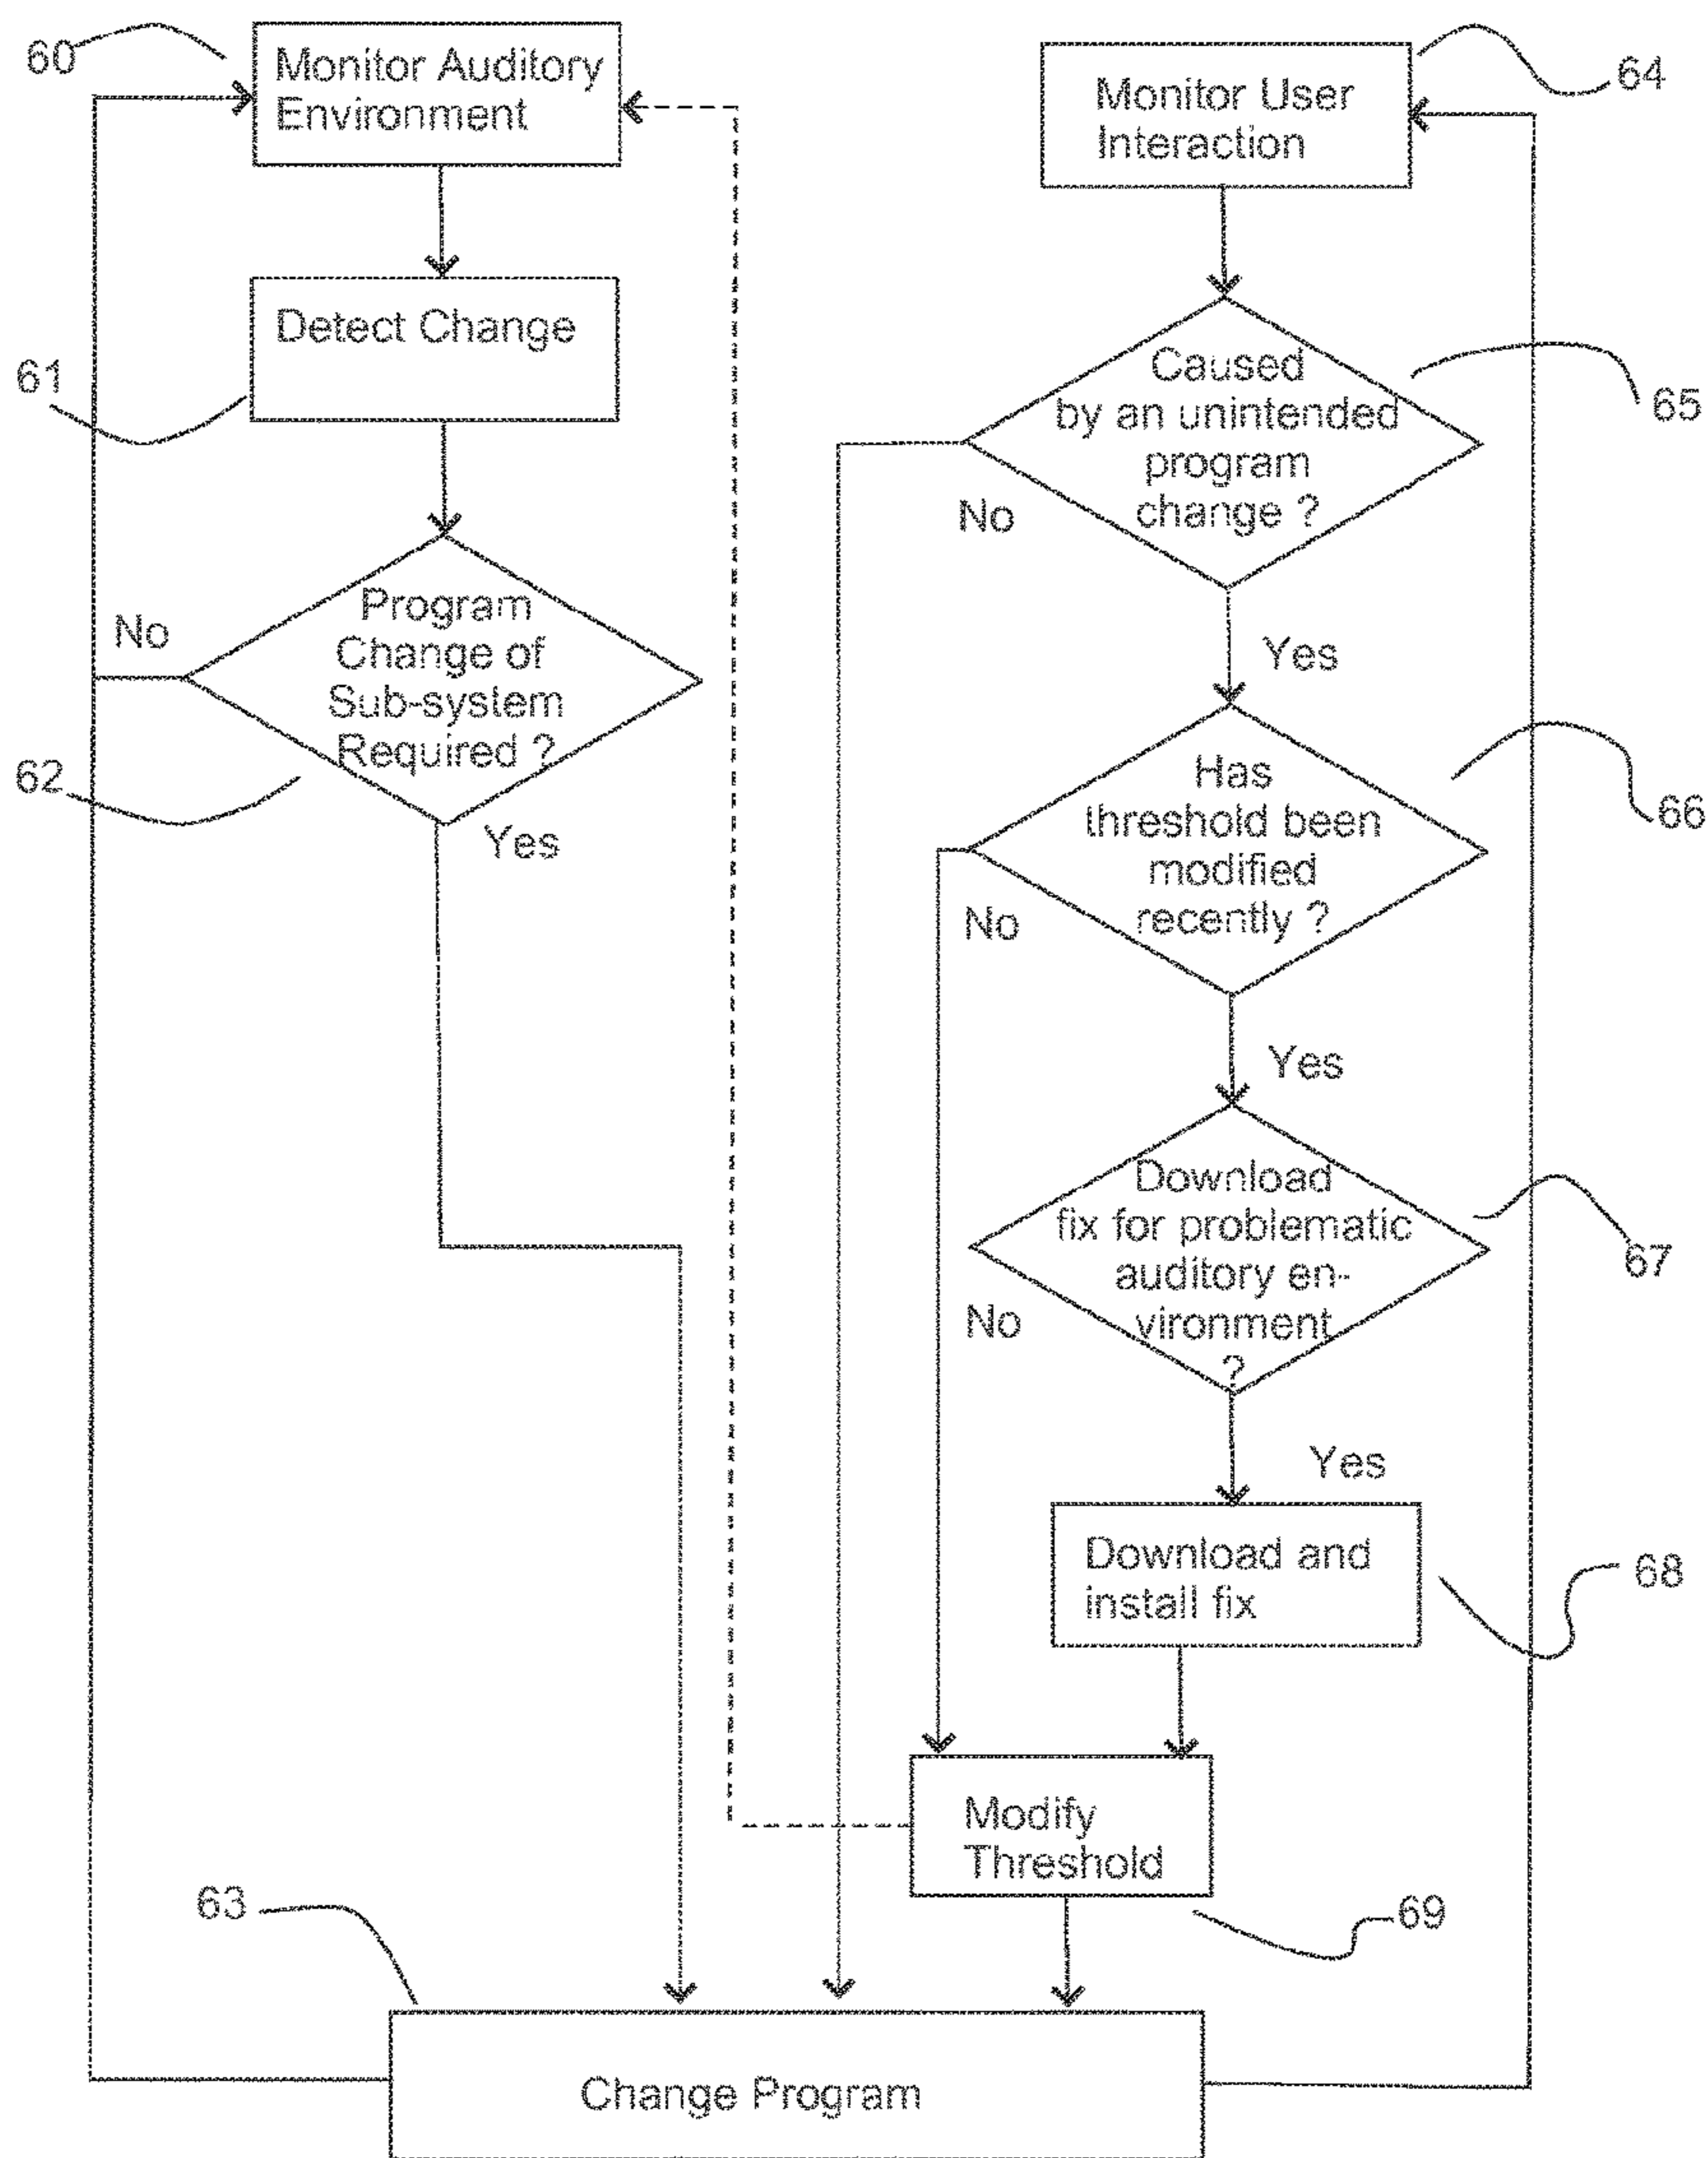 60
Monitor Auditory
Environment
61
Detect Change
No
Program
Change of
Sub-system
Required ?
62
Yes
63
Change Program
64
Monitor User
Interaction
65
Caused
by an unintended
program
change ?
No
Yes
66
Has
threshold been
modified
recently ?
No
Yes
67
Download
fix for problematic
auditory en-
vironment
?
No
Yes
68
Download and
install fix
Modify
Threshold
69